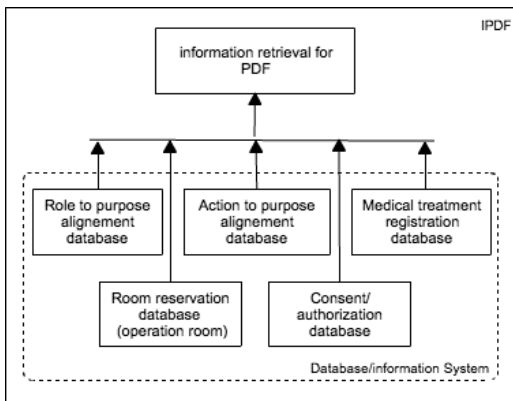 IPDF
information retrieval for
PDF
Role to purpose
alignement
database
Action to purpose
alignement
database
Medical treatment
registration
database
Room reservation
database
(operation room)
Consent/
authorization
database
Database/information System